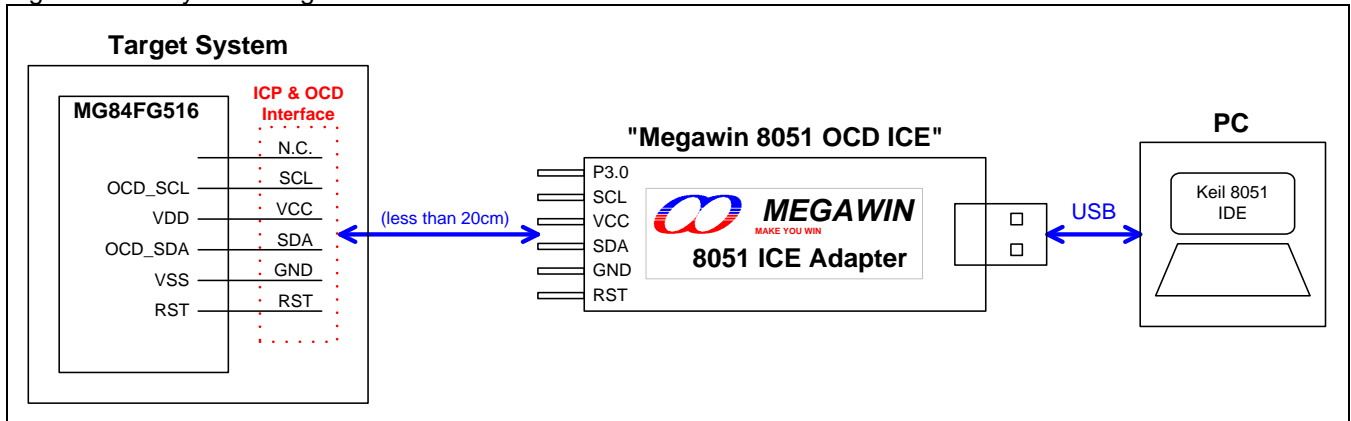 Target System
MG84FG516
ICP & OCD
Interface
N.C.
OCD_SCL
SCL
VDD
VCC
OCD_SDA
SDA
VSS
GND
RST
RST
(less than 20cm)
"Megawin 8051 OCD ICE"
P3.0
SCL
VCC
SDA
GND
RST
MEGAWIN
MAKE YOU WIN
8051 ICE Adapter
USB
PC
Keil 8051
IDE